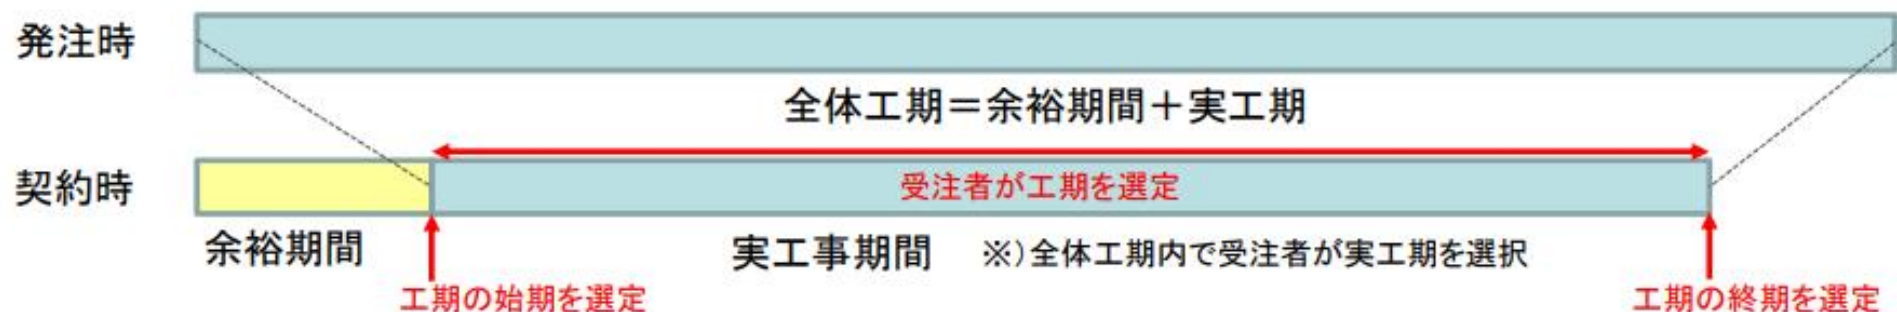 発注時
全体工期＝余裕期間＋実工期
契約時
受注者が工期を選定
余裕期間
実工事期間 ※）全体工期内で受注者が実工期を選択
工期の始期を選定
工期の終期を選定